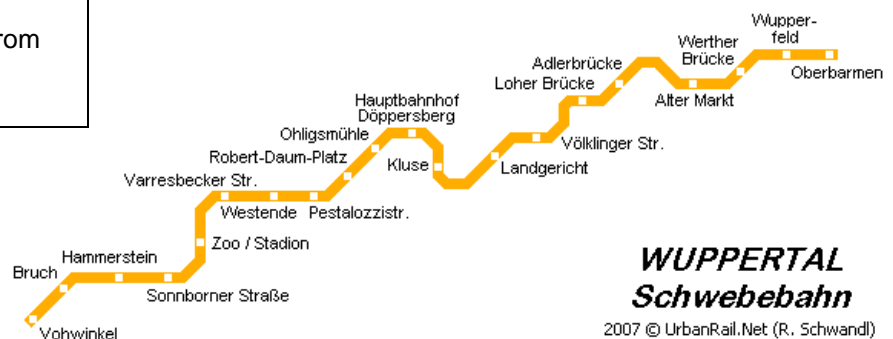 rom
Wupper-
feld
Werther
Brücke
Oberbarmen
Adlerbrücke
Loher Brücke
Alter Markt
Hauptbahnhof
Döppersberg
Ohligsmühle
Völklinger Str.
Robert-Daum-Platz
Kluse
Landgericht
Varresbecker Str.
Westende
Pestalozzistr.
Zoo / Stadion
Hammerstein
Bruch
Sonnborner Straße
Vohwinkel
WUPPERTAL
Schwebebahn
2007 © UrbanRail.Net (R. Schwandl)